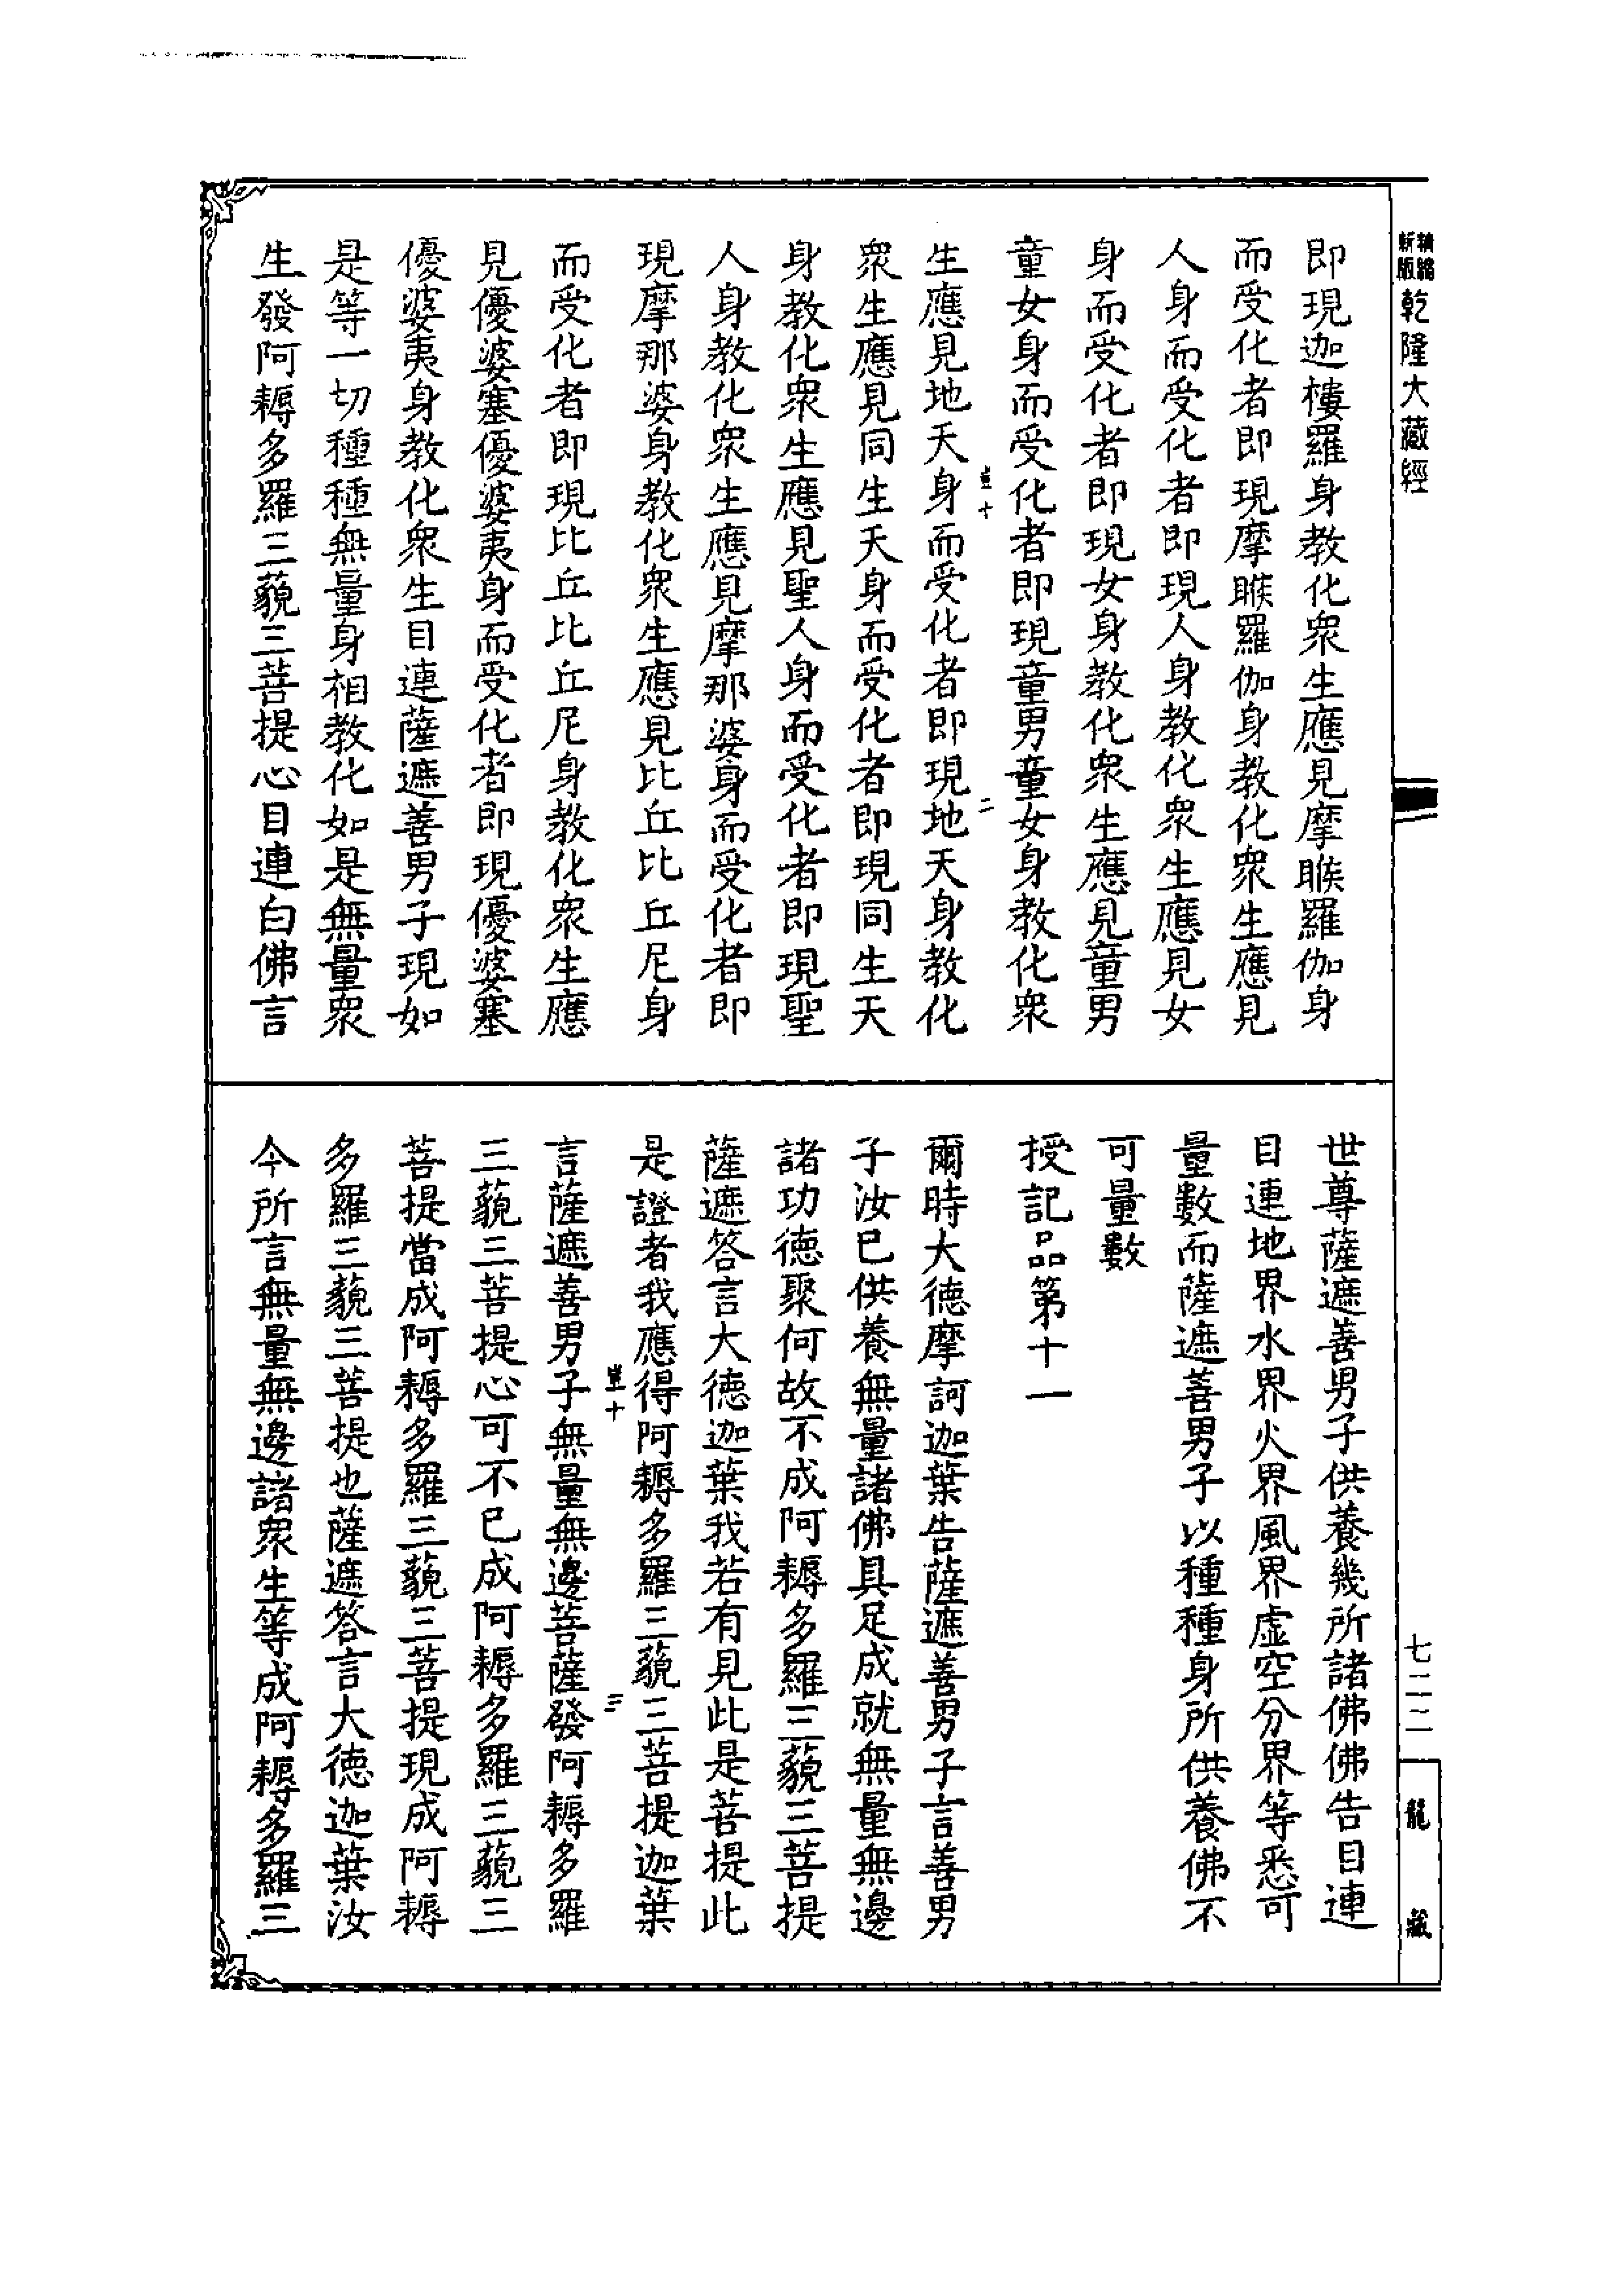 新版
精縮
乾隆大藏經
即現迦樓羅身教化衆生應見摩睺羅伽身
而受化者即現摩睺羅伽身教化衆生應見
人身而受化者即現人身教化衆生應見女
身而受化者即現女身教化衆生應見童男
童女身而受化者即現童男童女身教化衆
生應見地天身而受化者即現地天身教化
衆生應見同生天身而受化者即現同生天
身教化衆生應見聖人身而受化者即現聖
人身教化衆生應見摩那婆身而受化者即
現摩那婆身教化衆生應見比丘比丘尼身
而受化者即現比丘比丘尼身教化衆生應
見優婆塞優婆夷身而受化者即現優婆塞
優婆夷身教化衆生目連薩遮善男子現如
是等一切種種無量身相教化如是無量衆
生發阿耨多羅三藐三菩提心目連白佛言
世尊薩遮善男子供養幾所諸佛佛告目連
目連地界水界火界風界虛空分界等悉可
量數而薩遮善男子以種種身所供養佛不
可量數
授記品第十一
爾時大德摩訶迦葉告薩遮善男子言善男
子汝已供養無量諸佛具足成就無量無邊
諸功德聚何故不成阿耨多羅三藐三菩提
薩遮答言大德迦葉我若有見此是菩提此
是證者我應得阿耨多羅三藐三菩提迦葉
言薩遮善男子無量無邊菩薩發阿耨多羅
三藐三菩提心可不已成阿耨多羅三藐三
菩提當成阿耨多羅三藐三菩提現成阿耨
多羅三藐三菩提也薩遮答言大德迦葉汝
今所言無量無邊諸衆生等成阿耨多羅三
十
二
十
三
七二二
龍藏